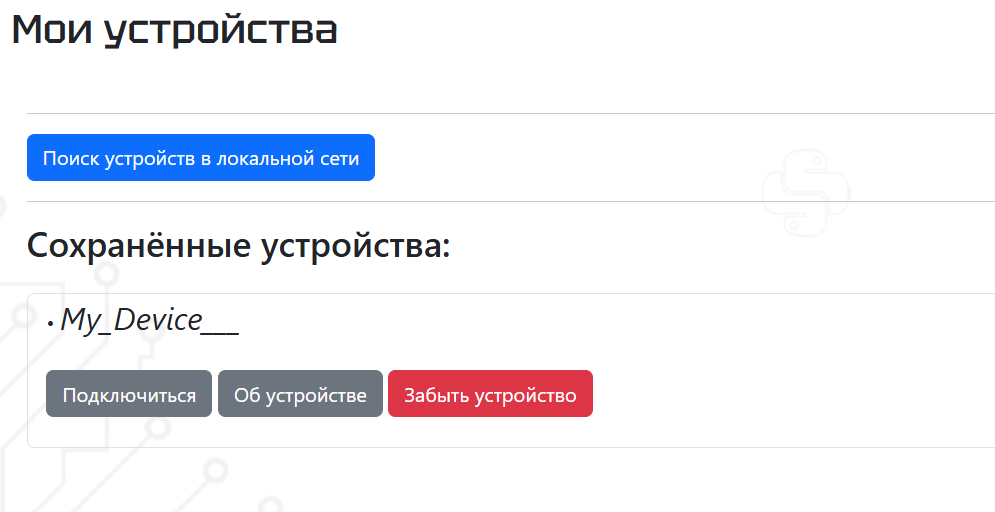 Мои устройства
Поиск устройств в локальной сети
Сохранённые устройства:
• My_Device___
Подключиться Об устройстве Забыть устройство